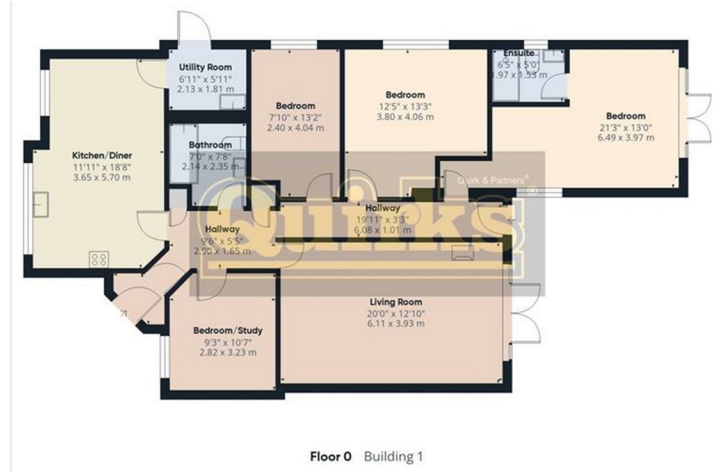 Utility Room
6'11" x 5'11"
2.13 x 1.81 m
Ensuite
6'5" x 5'0"
1.97 x 1.53 m
Bedroom
7'10" x 13'2"
2.40 x 4.04 m
Bedroom
12'5" x 13'3"
3.80 x 4.06 m
Bedroom
21'3" x 13'0"
6.49 x 3.97 m
Kitchen/Diner
11'11" x 18'8"
3.65 x 5.70 m
Bathroom
7'0" x 7'8"
2.14 x 2.35 m
Quirk & Partners
Quirks
Hallway
19'11" x 3'3"
6.08 x 1.01 m
Hallway
9'6" x 5'5"
2.90 x 1.65 m
Living Room
20'0" x 12'10"
6.11 x 3.93 m
Bedroom/Study
9'3" x 10'7"
2.82 x 3.23 m
Floor 0 Building 1